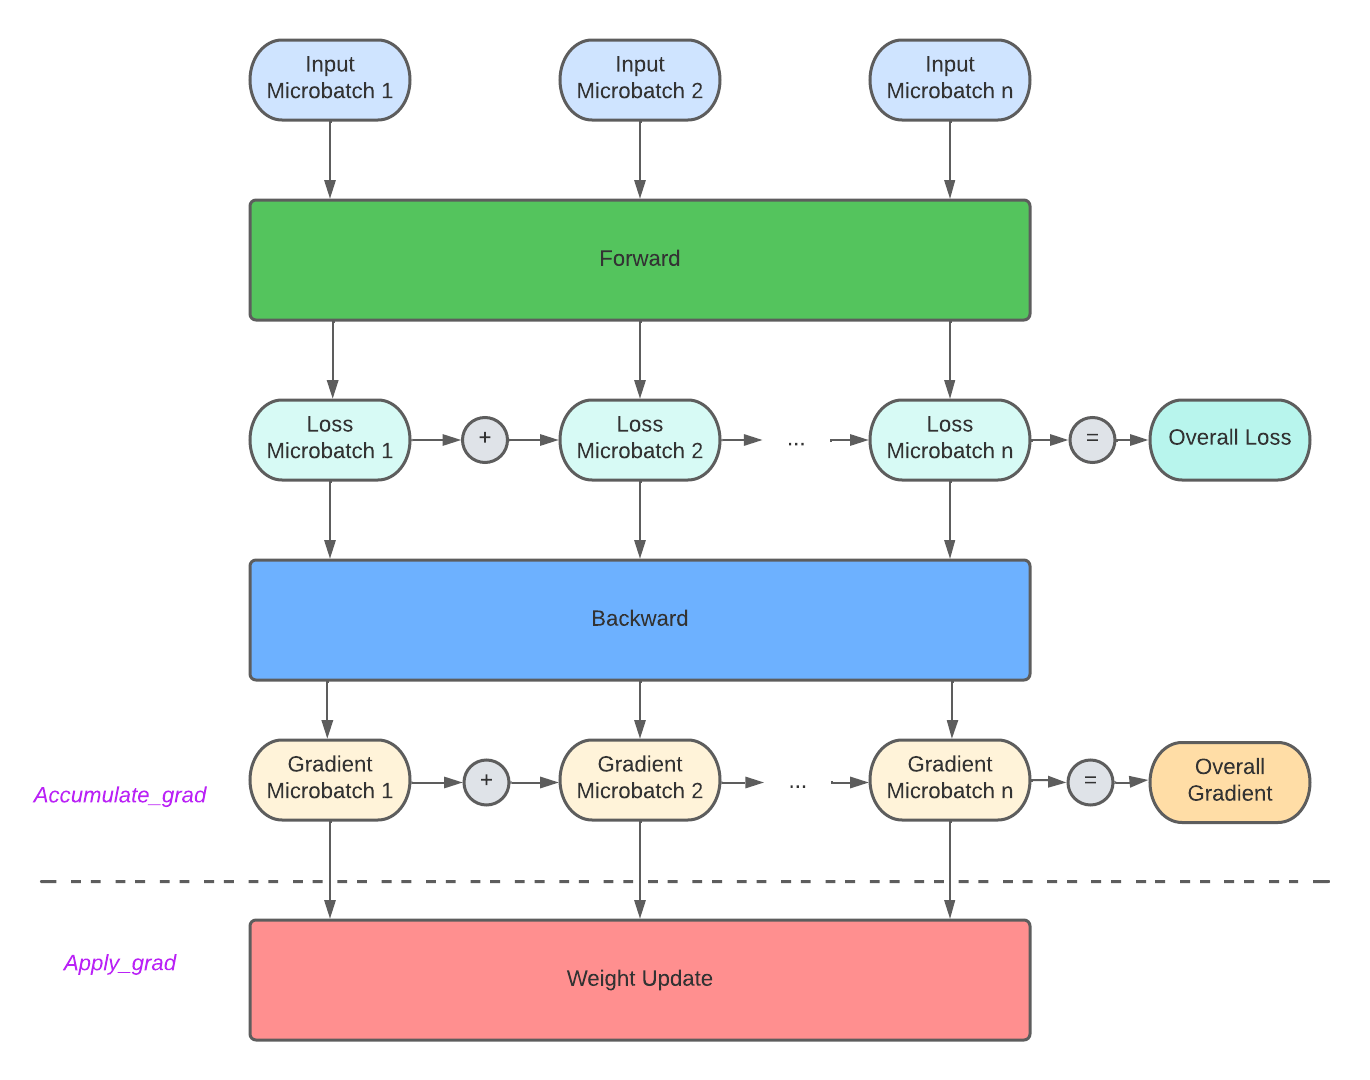 Input
Microbatch 1
Input
Microbatch 2
Input
Microbatch n
Forward
Loss
Microbatch 1
+
Loss
Microbatch 2
...
Loss
Microbatch n
=
Overall Loss
Backward
Gradient
Microbatch 1
+
Gradient
Microbatch 2
...
Gradient
Microbatch n
=
Overall
Gradient
Accumulate_grad
Apply_grad
Weight Update